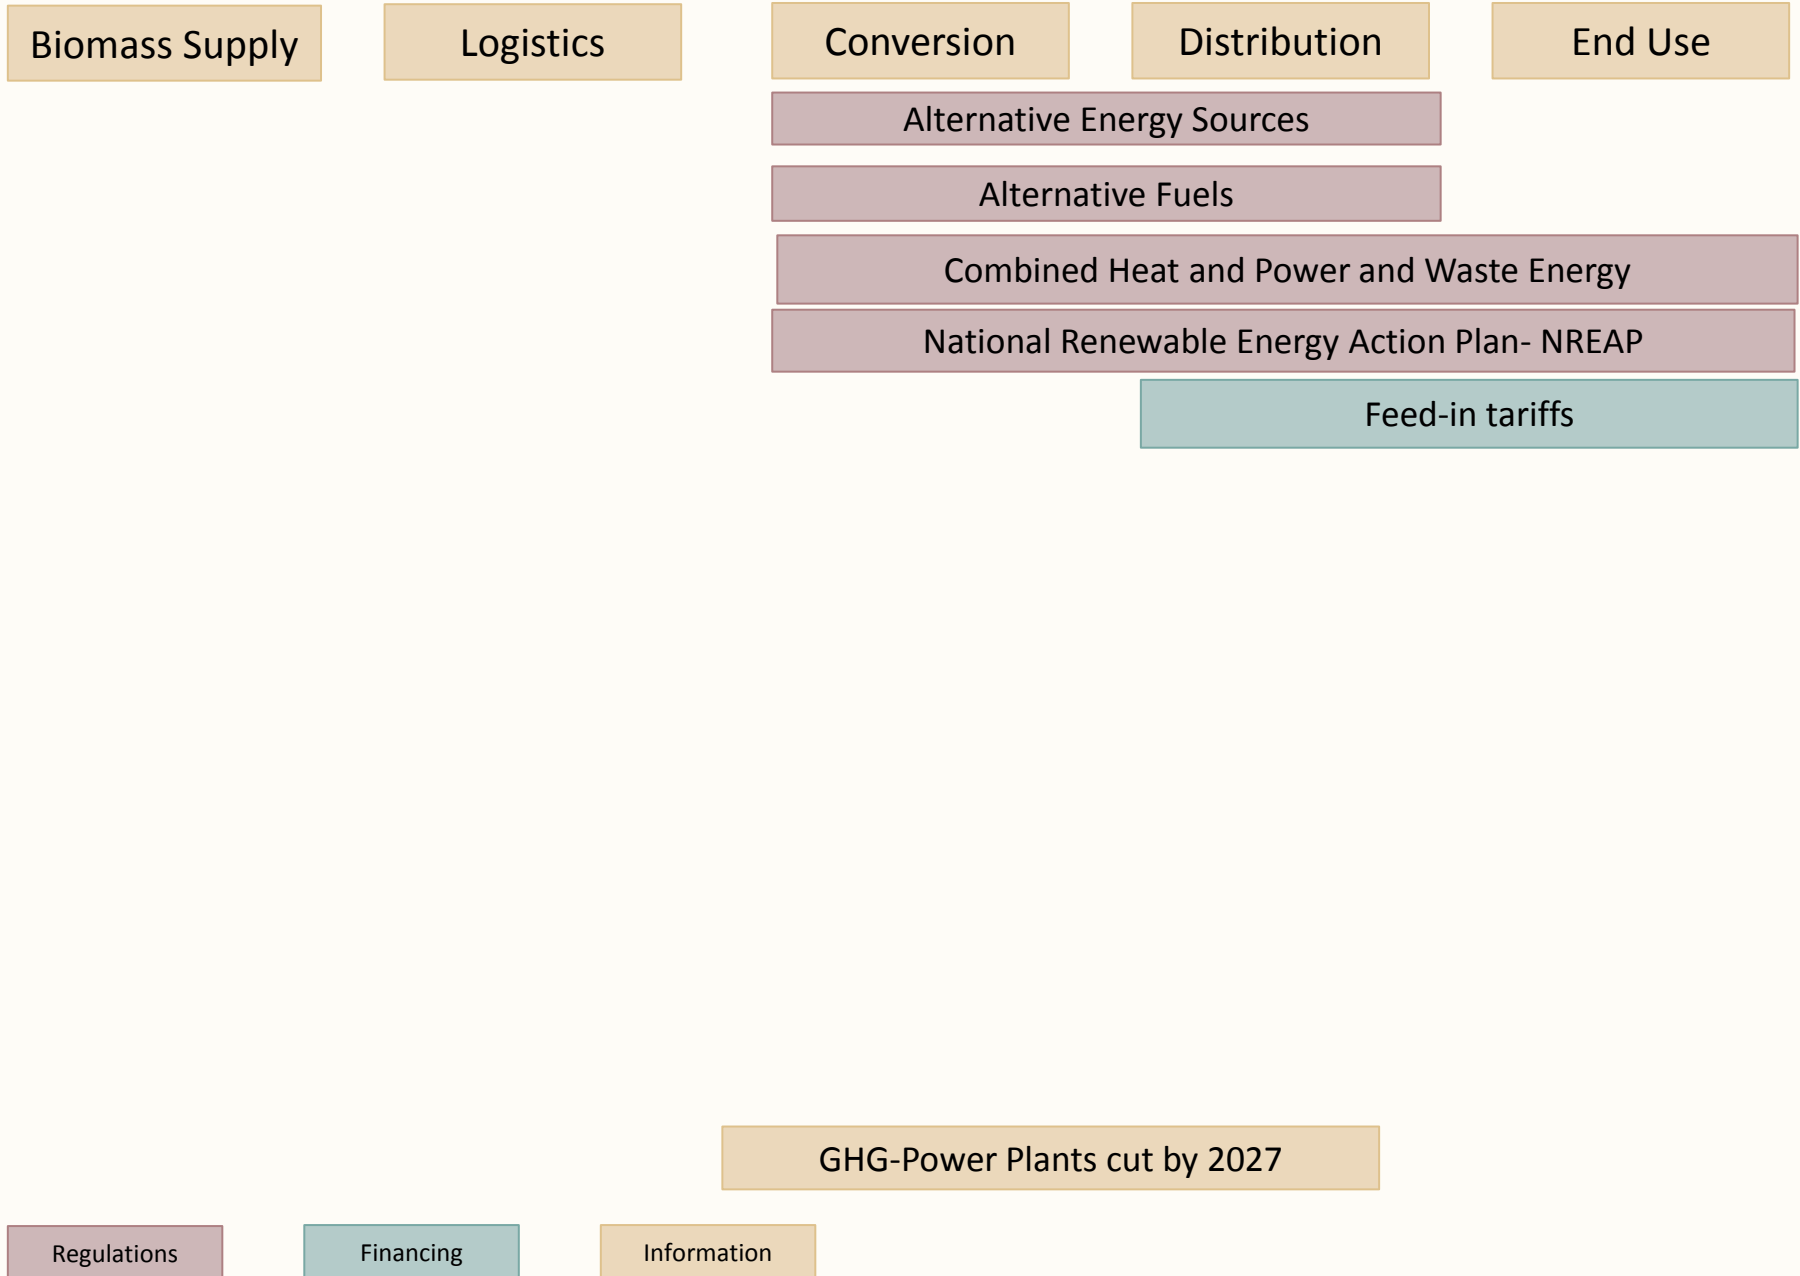 Biomass Supply
Logistics
Conversion
Distribution
End Use
Alternative Energy Sources
Alternative Fuels
Combined Heat and Power and Waste Energy
National Renewable Energy Action Plan- NREAP
Feed-in tariffs
GHG-Power Plants cut by 2027
Regulations
Financing
Information